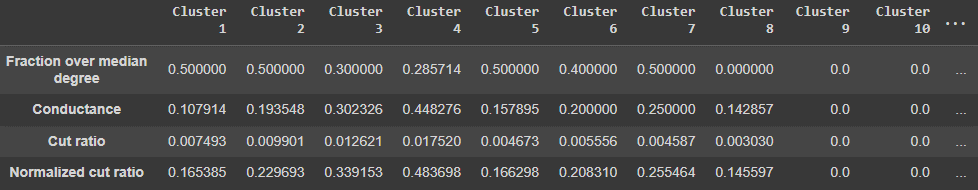 Cluster 1 Cluster 2 Cluster 3 Cluster 4 Cluster 5 Cluster 6 Cluster 7 Cluster 8 Cluster 9 Cluster 10 ...
Fraction over median degree 0.500000 0.500000 0.300000 0.285714 0.500000 0.400000 0.500000 0.000000 0.0 0.0 ...
Conductance 0.107914 0.193548 0.302326 0.448276 0.157895 0.200000 0.250000 0.142857 0.0 0.0 ...
Cut ratio 0.007493 0.009901 0.012621 0.017520 0.004673 0.005556 0.004587 0.003030 0.0 0.0 ...
Normalized cut ratio 0.165385 0.229693 0.339153 0.483698 0.166298 0.208310 0.255464 0.145597 0.0 0.0 ...